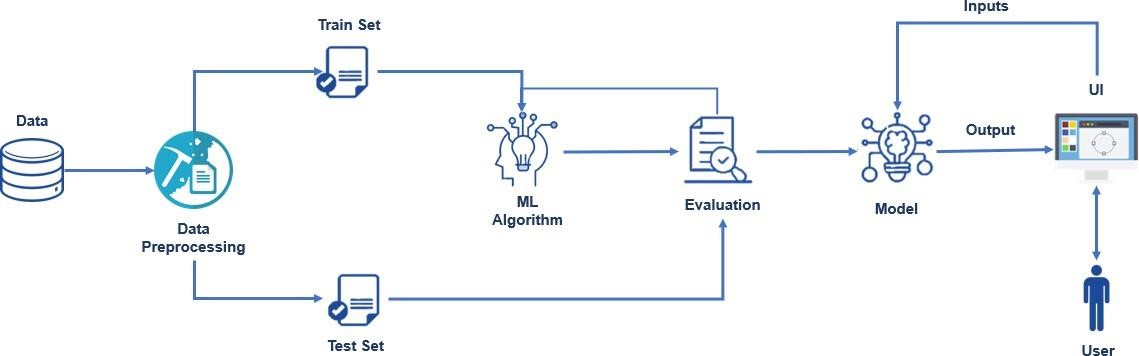 Inputs
Train Set
UI
Data
Output
ML
Algorithm
Evaluation
Model
Data
Preprocessing
Test Set
User